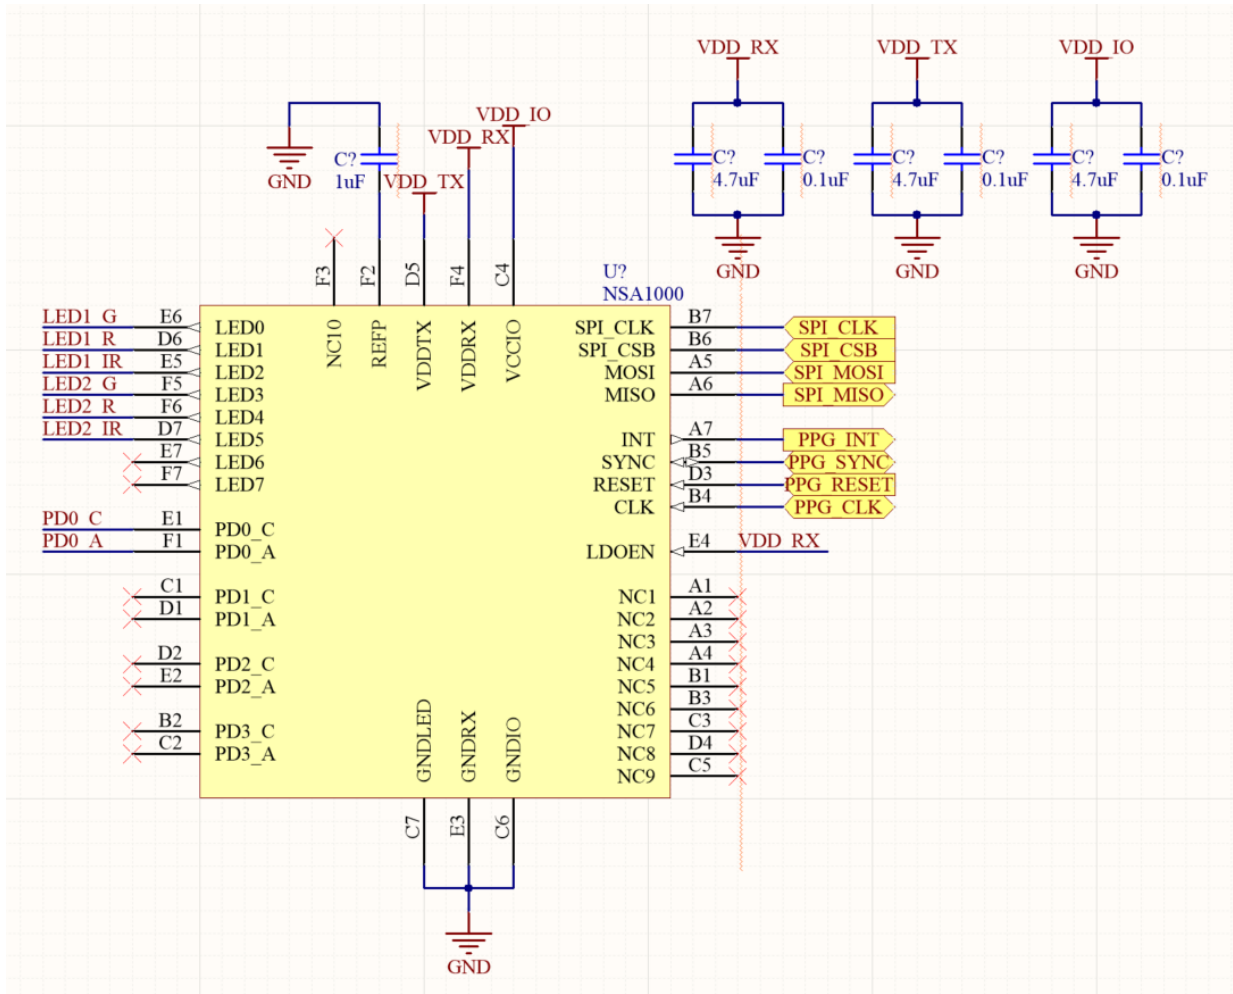 VDD_RX
VDD_TX
VDD_IO
VDD_IO
VDD_RX
VDD_TX
C?
1uF
GND
C?
4.7uF
C?
0.1uF
C?
4.7uF
C?
0.1uF
C?
4.7uF
C?
0.1uF
GND
GND
GND
F3
F2
D5
F4
C4
U?
NSA1000
NC10
REFP
VDDTX
VDDRX
VCCIO
LED1_G E6 LED0
LED1_R D6 LED1
LED1_IR E5 LED2
LED2_G F5 LED3
LED2_R F6 LED4
LED2_IR D7 LED5
E7 LED6
F7 LED7
PD0_C E1 PD0_C
PD0_A F1 PD0_A
C1 PD1_C
D1 PD1_A
D2 PD2_C
E2 PD2_A
B2 PD3_C
C2 PD3_A
SPI_CLK B7 SPI_CLK
SPI_CSB B6 SPI_CSB
MOSI A5 SPI_MOSI
MISO A6 SPI_MISO
INT A7 PPG_INT
SYNC B5 PPG_SYNC
RESET D3 PPG_RESET
CLK B4 PPG_CLK
LDOEN E4 VDD_RX
NC1 A1
NC2 A2
NC3 A3
NC4 A4
NC5 B1
NC6 B3
NC7 C3
NC8 D4
NC9 C5
GNDLED
GNDRX
GNDIO
C7
E3
C6
GND